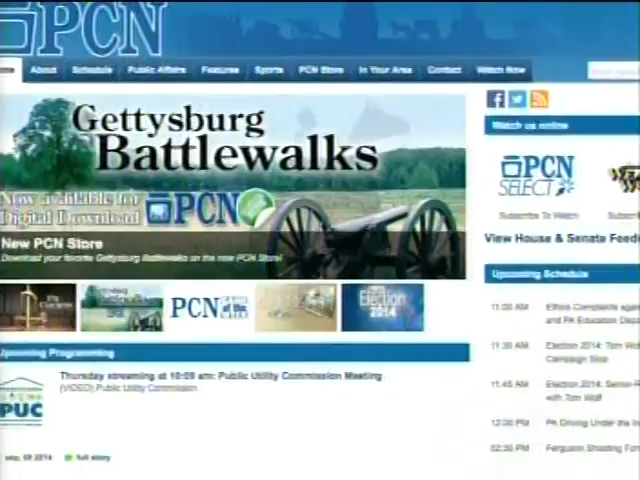 PCN
About Schedule Public Affairs Features Sports PCN Store In Your Area Contact Watch Now
Gettysburg
Battlewalks
Now available for
Digital Download
PCN
New PCN Store
Download your favorite Gettysburg Battlewalks on the new PCN Store!
PCN
Election
2014
Upcoming Programming
Thursday streaming at 10:00 am: Public Utility Commission Meeting
(VIDEO) Public Utility Commission
PUC
sep, 09 2014 full story
Watch us online
PCN
SELECT
Subscribe To Watch
View House & Senate Feeds
Upcoming Schedule
11:00 AM Ethics Complaints
and PA Education
11:30 AM Election 2014: Tom
Campaign Stop
11:45 AM Election 2014:
with Tom Wolf
12:30 PM PA Driving Under the
02:30 PM Ferguson Shooting